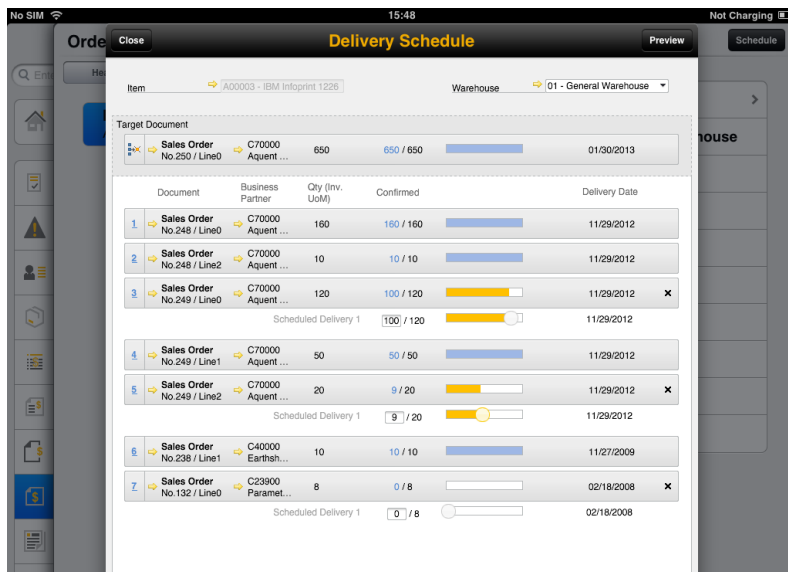 No SIM 15:48 Not Charging
Orde Close Delivery Schedule Preview Schedule
Item A00003 - IBM Infoprint 1226 Warehouse 01 - General Warehouse
Target Document
Sales Order C70000 650 650 / 650 01/30/2013
No.250 / Line0 Aquent ...
house
Document Business Partner Qty (Inv. UoM) Confirmed Delivery Date
1 Sales Order C70000 160 160 / 160 11/29/2012
No.248 / Line0 Aquent ...
2 Sales Order C70000 10 10 / 10 11/29/2012
No.248 / Line2 Aquent ...
3 Sales Order C70000 120 100 / 120 11/29/2012 ×
No.249 / Line0 Aquent ...
Scheduled Delivery 1 100 / 120 11/29/2012
4 Sales Order C70000 50 50 / 50 11/29/2012
No.249 / Line1 Aquent ...
5 Sales Order C70000 20 9 / 20 11/29/2012 ×
No.249 / Line2 Aquent ...
Scheduled Delivery 1 9 / 20 11/29/2012
6 Sales Order C40000 10 10 / 10 11/27/2009
No.238 / Line1 Earthsh...
7 Sales Order C23900 8 0 / 8 02/18/2008 ×
No.132 / Line0 Paramet...
Scheduled Delivery 1 0 / 8 02/18/2008